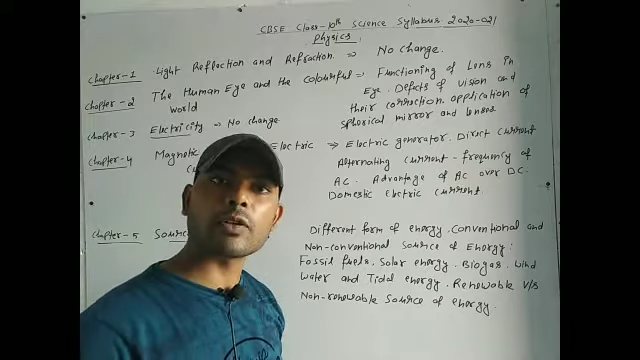 CBSE Class-10th Science Syllabus 2020-021
Physics
Chapter-1 Light Reflection and Refraction ⇒ No change.
Chapter-2 The Human Eye and the colourful ⇒ Functioning of Lens in
world Eye. Defects of vision and
their correction application of
spherical mirror and lenses
Chapter-3 Electricity → No change
Chapter-4 Magnetic Electric → Electric generator. Direct current
Alternating current - frequency of
AC. Advantage of AC over DC.
Domestic electric current.
Chapter-5 Different form of energy. Conventional and
Non-conventional Source of Energy:
Fossil fuels, Solar energy. Biogas. Wind
Water and Tidal energy. Renewable V/s
Non-renewable Source of energy.